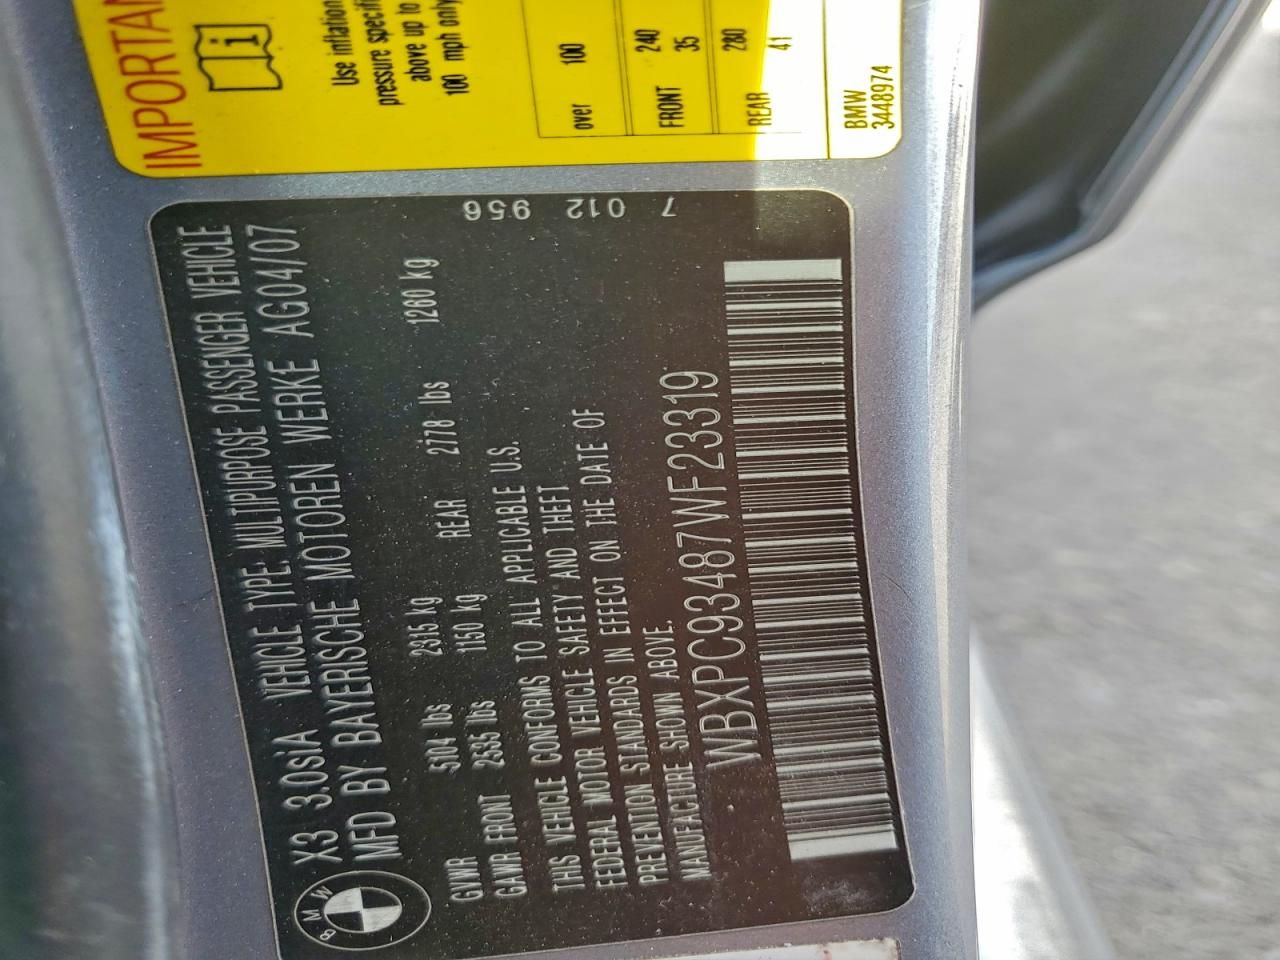 BMW
X3 3.0siA VEHICLE TYPE: MULTIPURPOSE PASSENGER VEHICLE
MFD BY BAYERISCHE MOTOREN WERKE AG04/07
GVWR 5104 lbs 2315 kg
GAWR FRONT 2535 lbs 1150 kg REAR 2778 lbs 1260 kg
THIS VEHICLE CONFORMS TO ALL APPLICABLE U.S.
FEDERAL MOTOR VEHICLE SAFETY AND THEFT
PREVENTION STANDARDS IN EFFECT ON THE DATE OF
MANUFACTURE SHOWN ABOVE.
WBXPC93487WF23319
7 012 956
IMPORTAN
i
Use inflation
pressure specif
above up to
100 mph only
over 100
FRONT 240 35
REAR 280 41
BMW
3448974